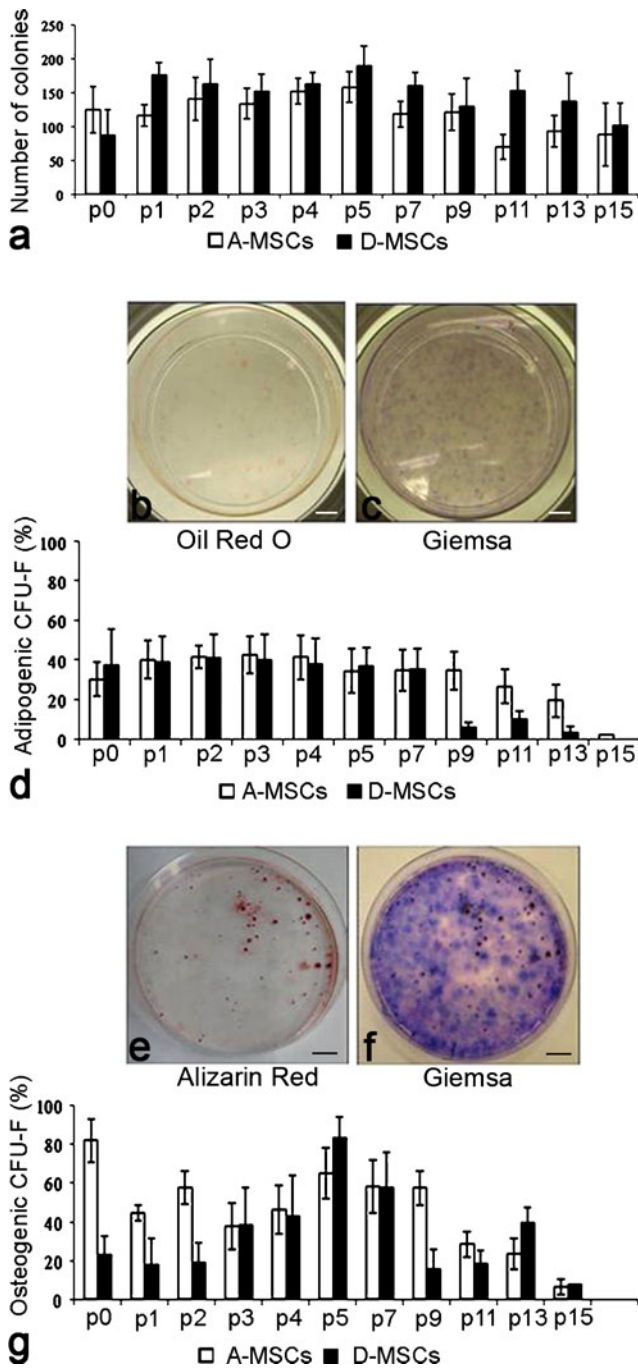 Number of colonies
250
200
150
100
50
0
p0 p1 p2 p3 p4 p5 p7 p9 p11 p13 p15
a
A-MSCs D-MSCs
b c
Oil Red O Giemsa
Adipogenic CFU-F (%)
100
80
60
40
20
0
p0 p1 p2 p3 p4 p5 p7 p9 p11 p13 p15
d
A-MSCs D-MSCs
e f
Alizarin Red Giemsa
Osteogenic CFU-F (%)
100
80
60
40
20
0
p0 p1 p2 p3 p4 p5 p7 p9 p11 p13 p15
g
A-MSCs D-MSCs